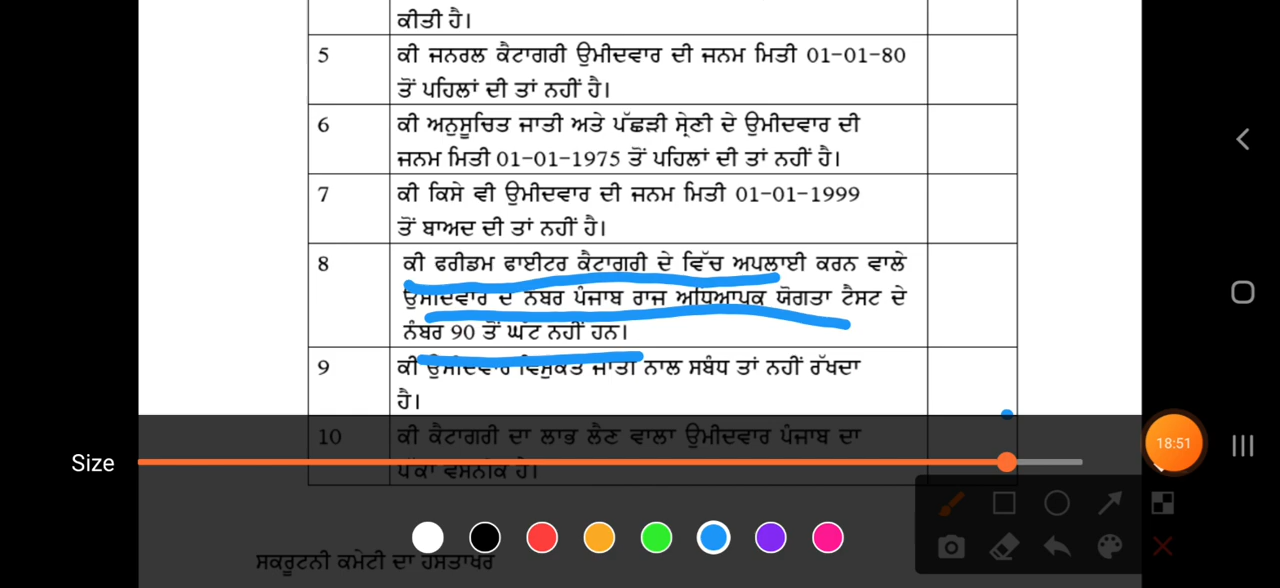 ਕੀਤੀ ਹੈ।
5 ਕੀ ਜਨਰਲ ਕੈਟਾਗਰੀ ਉਮੀਦਵਾਰ ਦੀ ਜਨਮ ਮਿਤੀ 01-01-80
ਤੋਂ ਪਹਿਲਾਂ ਦੀ ਤਾਂ ਨਹੀਂ ਹੈ।
6 ਕੀ ਅਨੁਸੂਚਿਤ ਜਾਤੀ ਅਤੇ ਪੱਛੜੀ ਸ੍ਰੇਣੀ ਦੇ ਉਮੀਦਵਾਰ ਦੀ
ਜਨਮ ਮਿਤੀ 01-01-1975 ਤੋਂ ਪਹਿਲਾਂ ਦੀ ਤਾਂ ਨਹੀਂ ਹੈ।
7 ਕੀ ਕਿਸੇ ਵੀ ਉਮੀਦਵਾਰ ਦੀ ਜਨਮ ਮਿਤੀ 01-01-1999
ਤੋਂ ਬਾਅਦ ਦੀ ਤਾਂ ਨਹੀਂ ਹੈ।
8 ਕੀ ਫਰੀਡਮ ਫਾਈਟਰ ਕੈਟਾਗਰੀ ਦੇ ਵਿੱਚ ਅਪਲਾਈ ਕਰਨ ਵਾਲੇ
ਉਮੀਦਵਾਰ ਦੇ ਨੰਬਰ ਪੰਜਾਬ ਰਾਜ ਅਧਿਆਪਕ ਯੋਗਤਾ ਟੈਸਟ ਦੇ
ਨੰਬਰ 90 ਤੋਂ ਘੱਟ ਨਹੀਂ ਹਨ।
9 ਕੀ ਉਮੀਦਵਾਰ ਵਿਮੁਕਤ ਜਾਤੀ ਨਾਲ ਸਬੰਧ ਤਾਂ ਨਹੀਂ ਰੱਖਦਾ
ਹੈ।
10 ਕੀ ਕੈਟਾਗਰੀ ਦਾ ਲਾਭ ਲੈਣ ਵਾਲਾ ਉਮੀਦਵਾਰ ਪੰਜਾਬ ਦਾ
ਪੱਕਾ ਵਸਨੀਕ ਹੈ।
18:51
Size
ਸਕਰੂਟਨੀ ਕਮੇਟੀ ਦਾ ਹਸਤਾਖਰ